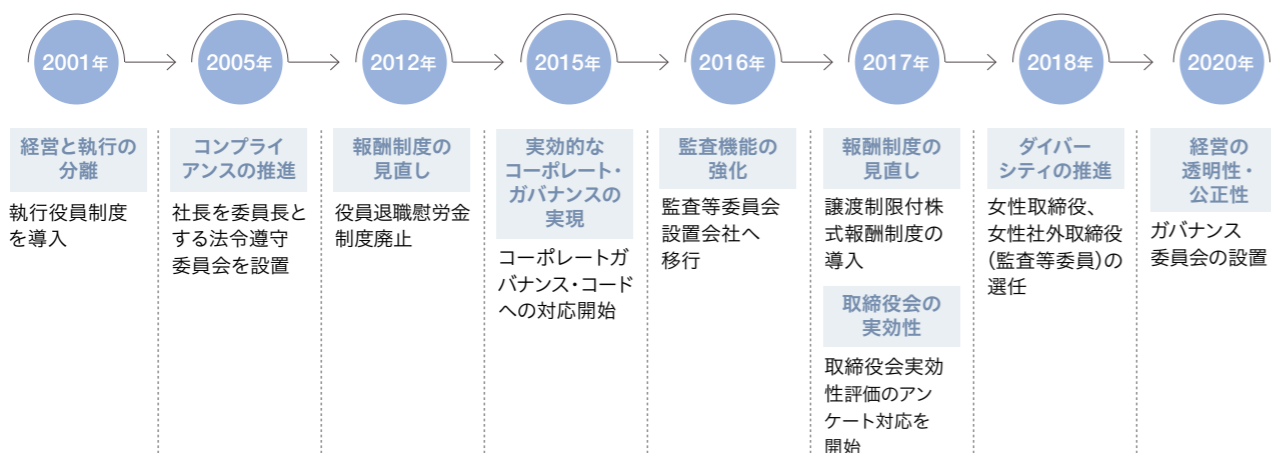 2001年
2005年
2012年
2015年
2016年
2017年
2018年
2020年
経営と執行の
分離
執行役員制度
を導入
コンプライ
アンスの推進
社長を委員長と
する法令遵守
委員会を設置
報酬制度の
見直し
役員退職慰労金
制度廃止
実効的な
コーポレート・
ガバナンスの
実現
コーポレートガ
バナンス・コード
への対応開始
監査機能の
強化
監査等委員会
設置会社へ
移行
報酬制度の
見直し
譲渡制限付株
式報酬制度の
導入
取締役会の
実効性
取締役会実効
性評価のアン
ケート対応を
開始
ダイバー
シティの推進
女性取締役、
女性社外取締役
(監査等委員)の
選任
経営の
透明性・
公正性
ガバナンス
委員会の設置